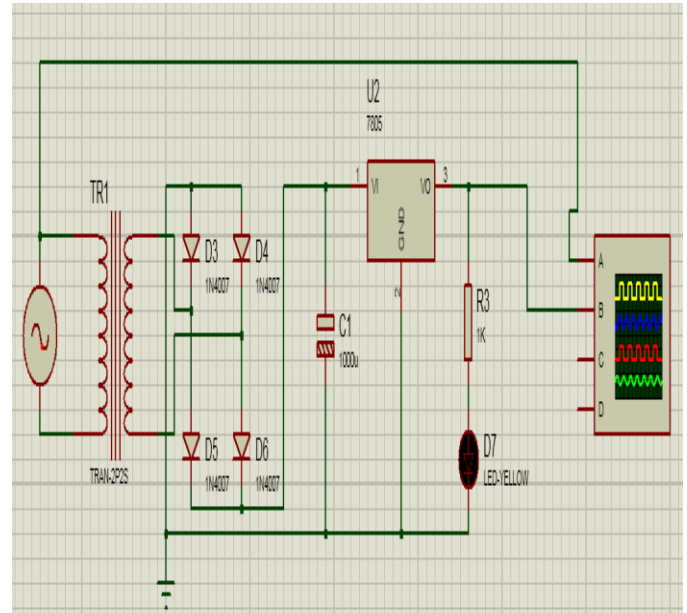 U2
7805
1
VI
VO
3
GND
2
TR1
TRAN-2P2S
D3
1N4007
D4
1N4007
D5
1N4007
D6
1N4007
C1
1000u
R3
1K
D7
LED-YELLOW
A
B
C
D